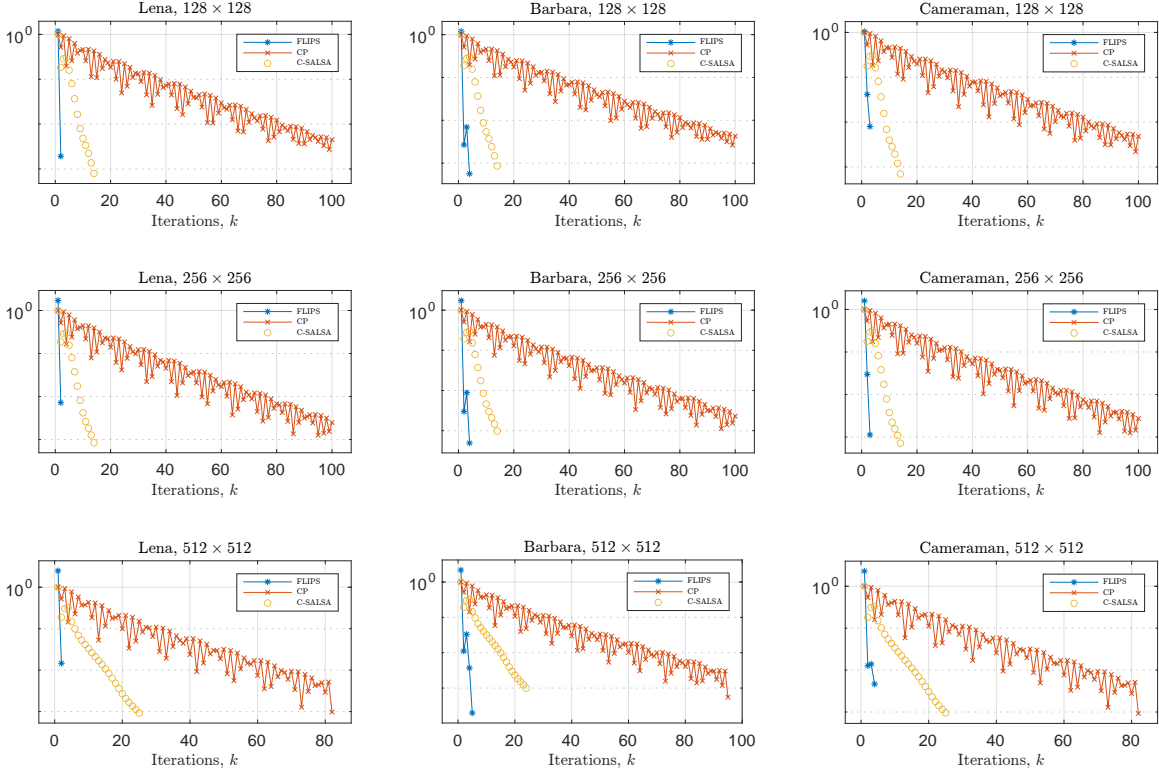 Lena, 128 × 128
10^0
FLIPS
CP
C-SALSA
0 20 40 60 80 100
Iterations, k
Barbara, 128 × 128
10^0
FLIPS
CP
C-SALSA
0 20 40 60 80 100
Iterations, k
Cameraman, 128 × 128
10^0
FLIPS
CP
C-SALSA
0 20 40 60 80 100
Iterations, k
Lena, 256 × 256
10^0
FLIPS
CP
C-SALSA
0 20 40 60 80 100
Iterations, k
Barbara, 256 × 256
10^0
FLIPS
CP
C-SALSA
0 20 40 60 80 100
Iterations, k
Cameraman, 256 × 256
10^0
FLIPS
CP
C-SALSA
0 20 40 60 80 100
Iterations, k
Lena, 512 × 512
10^0
FLIPS
CP
C-SALSA
0 20 40 60 80
Iterations, k
Barbara, 512 × 512
10^0
FLIPS
CP
C-SALSA
0 20 40 60 80 100
Iterations, k
Cameraman, 512 × 512
10^0
FLIPS
CP
C-SALSA
0 20 40 60 80
Iterations, k